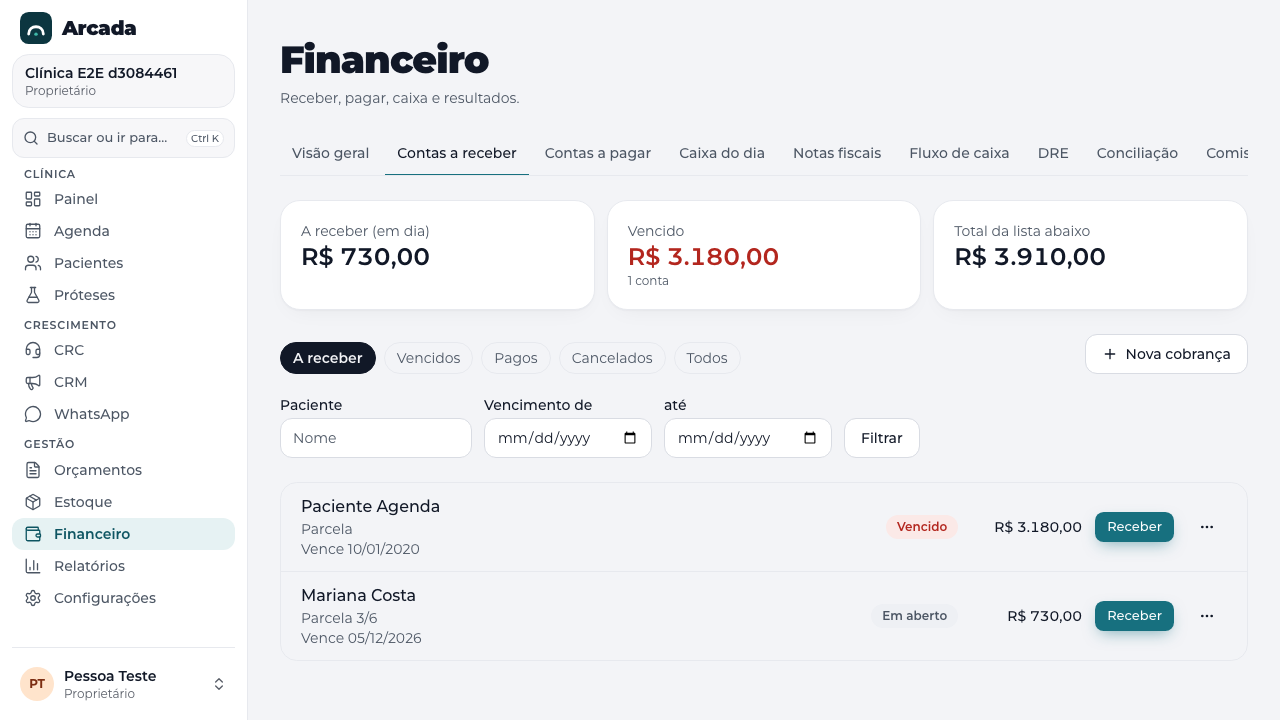 Arcada
Clínica E2E d3084461
Proprietário
Buscar ou ir para...
Ctrl K
CLÍNICA
Painel
Agenda
Pacientes
Próteses
CRESCIMENTO
CRC
CRM
WhatsApp
GESTÃO
Orçamentos
Estoque
Financeiro
Relatórios
Configurações
PT
Pessoa Teste
Proprietário
Financeiro
Receber, pagar, caixa e resultados.
Visão geral
Contas a receber
Contas a pagar
Caixa do dia
Notas fiscais
Fluxo de caixa
DRE
Conciliação
Comis
A receber (em dia)
R$ 730,00
Vencido
R$ 3.180,00
1 conta
Total da lista abaixo
R$ 3.910,00
A receber
Vencidos
Pagos
Cancelados
Todos
+ Nova cobrança
Paciente
Vencimento de
até
Nome
mm/dd/yyyy
mm/dd/yyyy
Filtrar
Paciente Agenda
Parcela
Vence 10/01/2020
Vencido
R$ 3.180,00
Receber
Mariana Costa
Parcela 3/6
Vence 05/12/2026
Em aberto
R$ 730,00
Receber